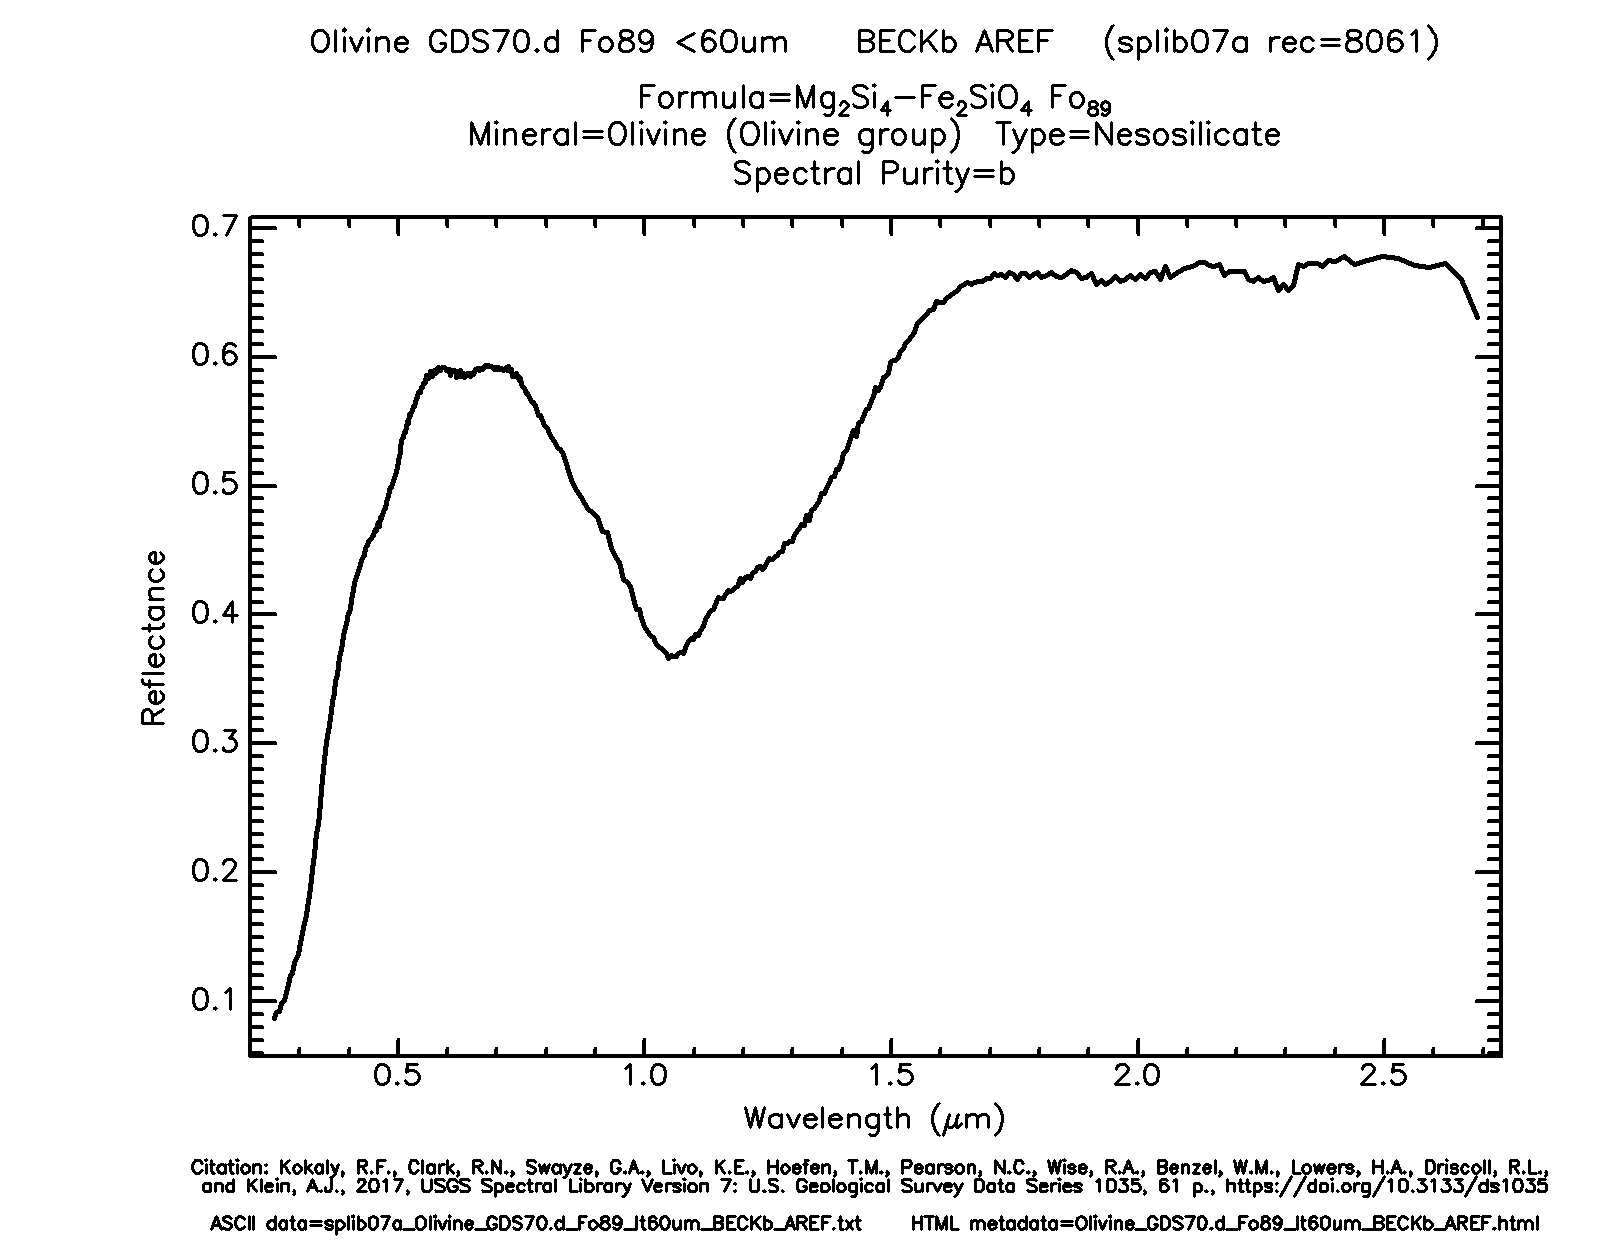 Olivine GDS70.d Fo89 <60um BECKb AREF (splib07a rec=8061)
Formula=Mg₂Si₄–Fe₂SiO₄ Fo₈₉
Mineral=Olivine (Olivine group) Type=Nesosilicate
Spectral Purity=b
0.7
0.6
0.5
0.4
0.3
0.2
0.1
Reflectance
0.5 1.0 1.5 2.0 2.5
Wavelength (μm)
Citation: Kokaly, R.F., Clark, R.N., Swayze, G.A., Livo, K.E., Hoefen, T.M., Pearson, N.C., Wise, R.A., Benzel, W.M., Lowers, H.A., Driscoll, R.L.,
and Klein, A.J., 2017, USGS Spectral Library Version 7: U.S. Geological Survey Data Series 1035, 61 p., https://doi.org/10.3133/ds1035
ASCII data=splib07a_Olivine_GDS70.d_Fo89_lt60um_BECKb_AREF.txt HTML metadata=Olivine_GDS70.d_Fo89_lt60um_BECKb_AREF.html